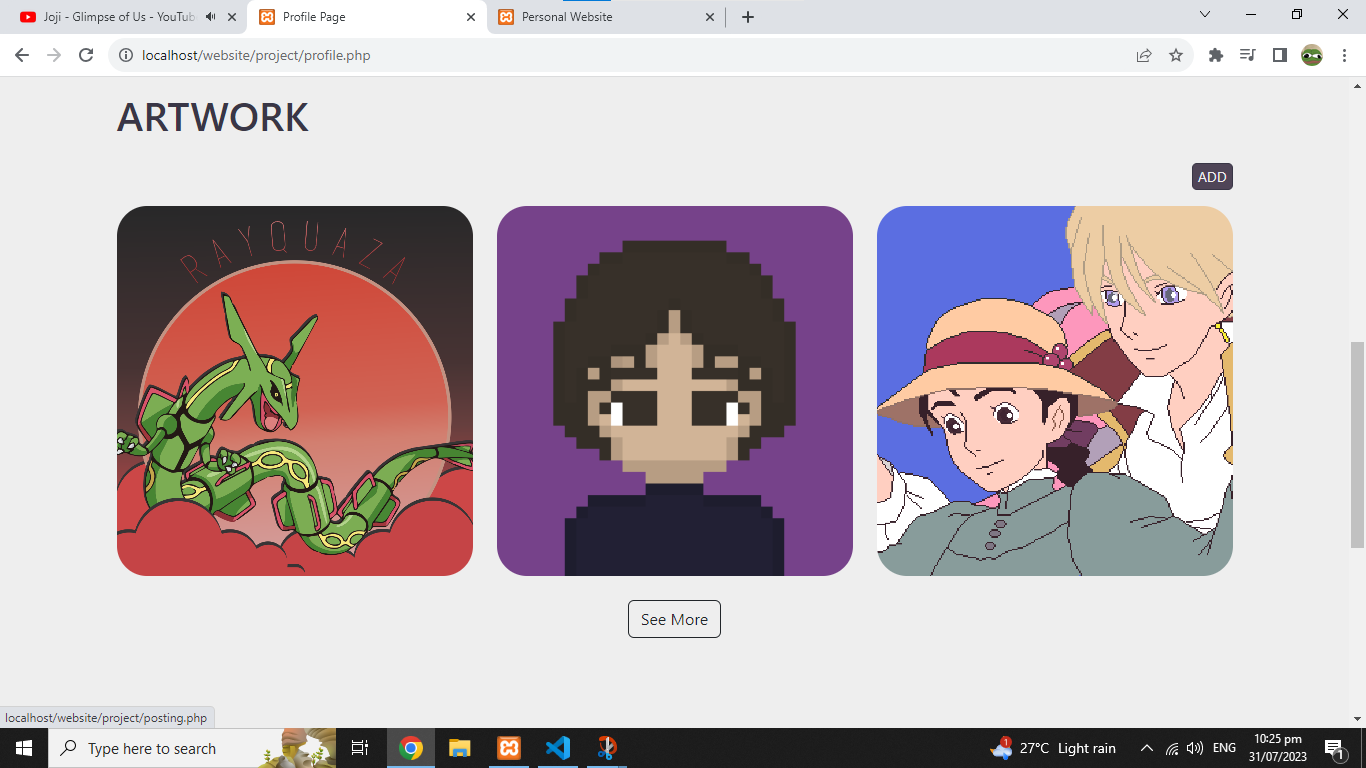 Joji - Glimpse of Us - YouTub
Profile Page
Personal Website
localhost/website/project/profile.php
ARTWORK
ADD
RAYQUAZA
See More
localhost/website/project/posting.php
Type here to search
1
27°C Light rain
ENG
10:25 pm
31/07/2023
1